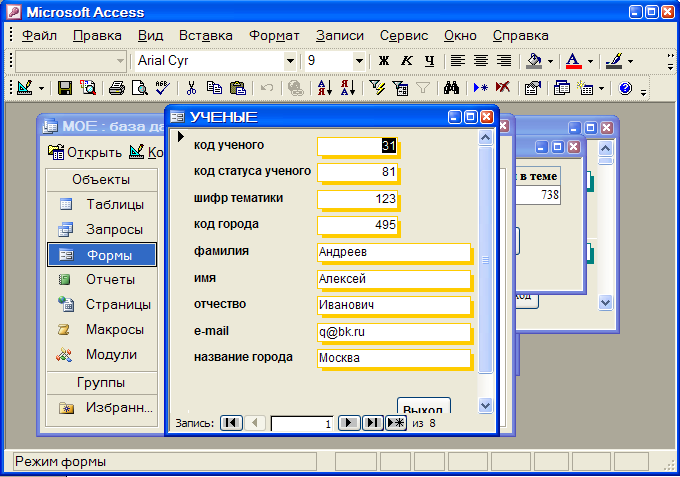 Microsoft Access
Файл Правка Вид Вставка Формат Записи Сервис Окно Справка
Arial Cyr 9 Ж К Ч
МОЕ : база да
УЧЕНЫЕ
Открыть Ко
Объекты
Таблицы
Запросы
Формы
Отчеты
Страницы
Макросы
Модули
Группы
Избранн...
код ученого 31
код статуса ученого 81
шифр тематики 123
код города 495
фамилия Андреев
имя Алексей
отчество Иванович
e-mail q@bk.ru
название города Москва
Выход
Запись: 1 из 8
в теме
738
ход
Режим формы